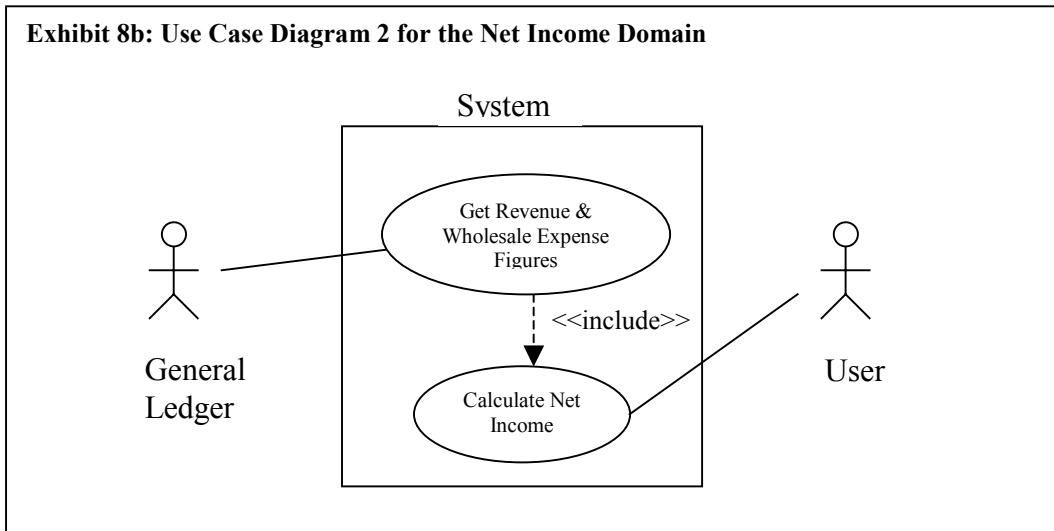 Exhibit 8b: Use Case Diagram 2 for the Net Income Domain
System
Get Revenue &
Wholesale Expense
Figures
<<include>>
General
Ledger
User
Calculate Net
Income